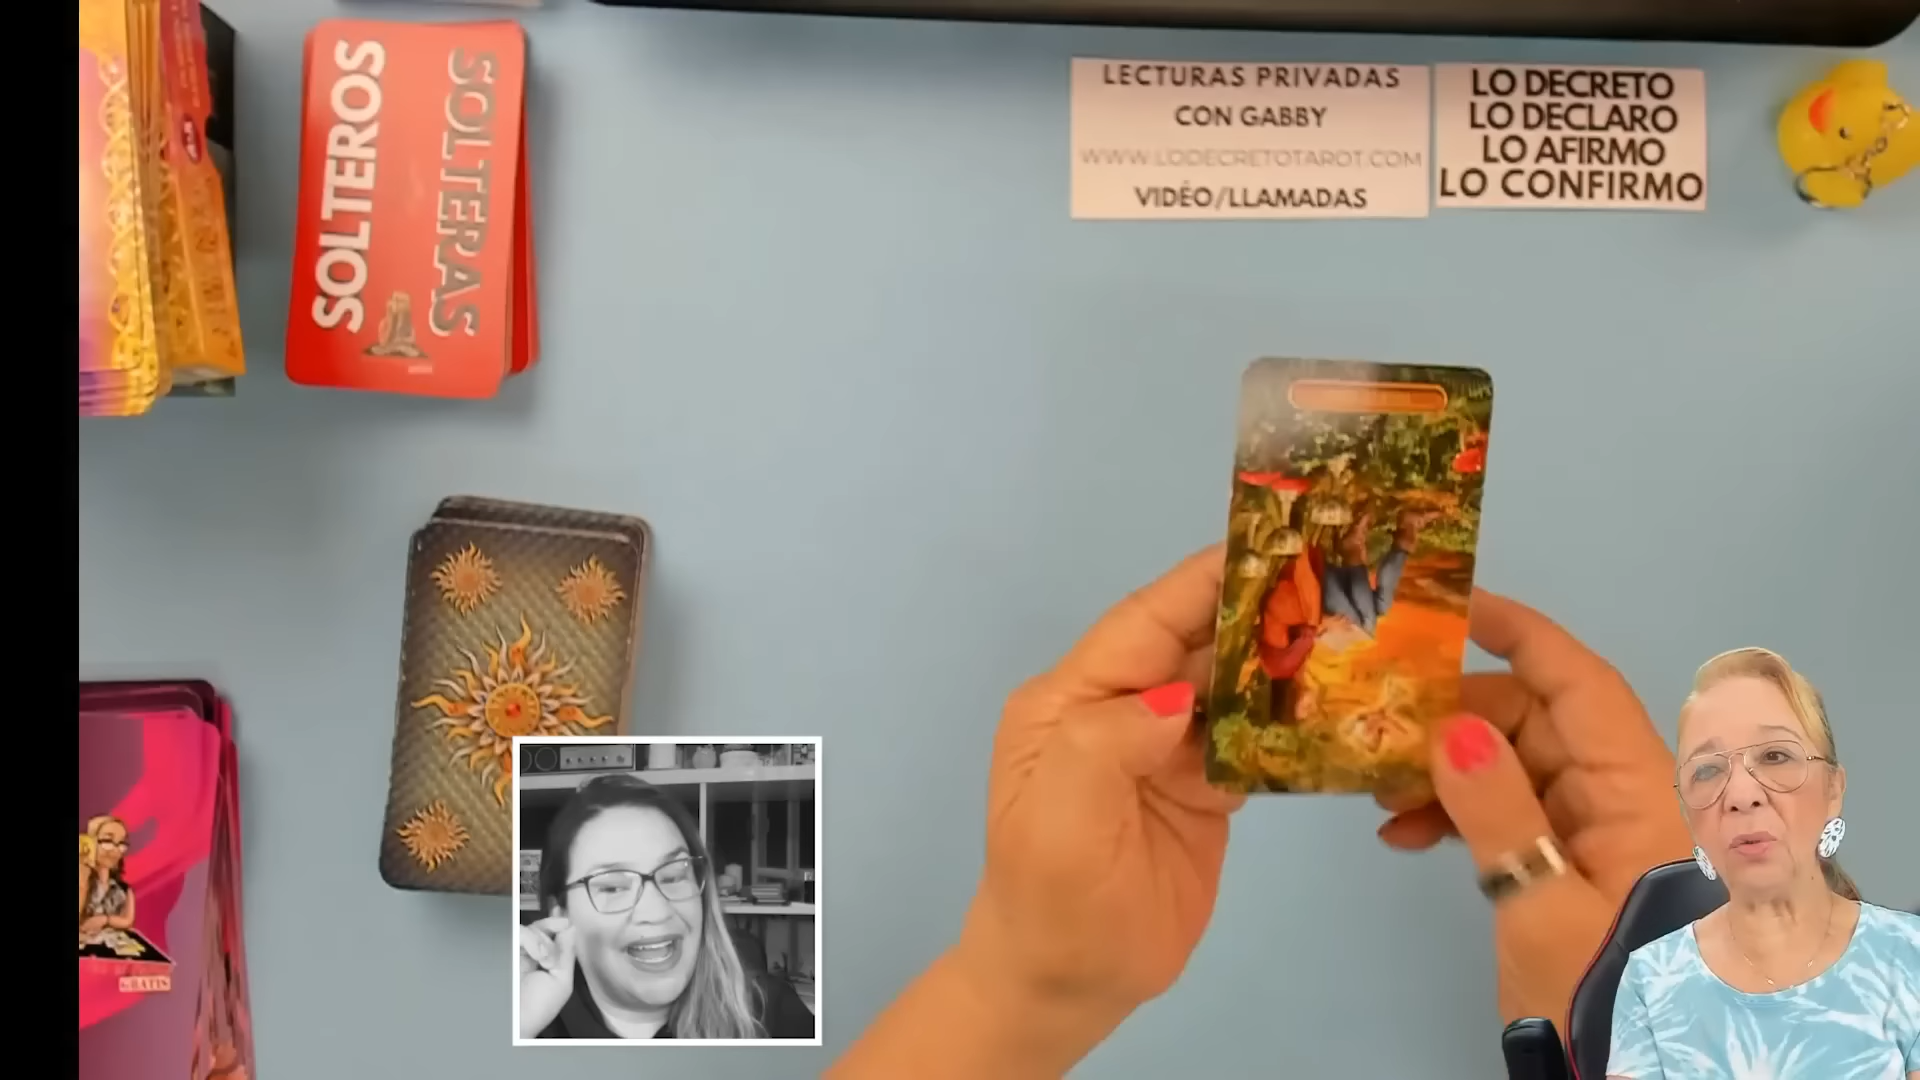 SOLTEROS
SOLTERAS
LECTURAS PRIVADAS
CON GABBY
WWW.LODECRETOTAROT.COM
VIDÉO/LLAMADAS
LO DECRETO
LO DECLARO
LO AFIRMO
LO CONFIRMO
GRATIS